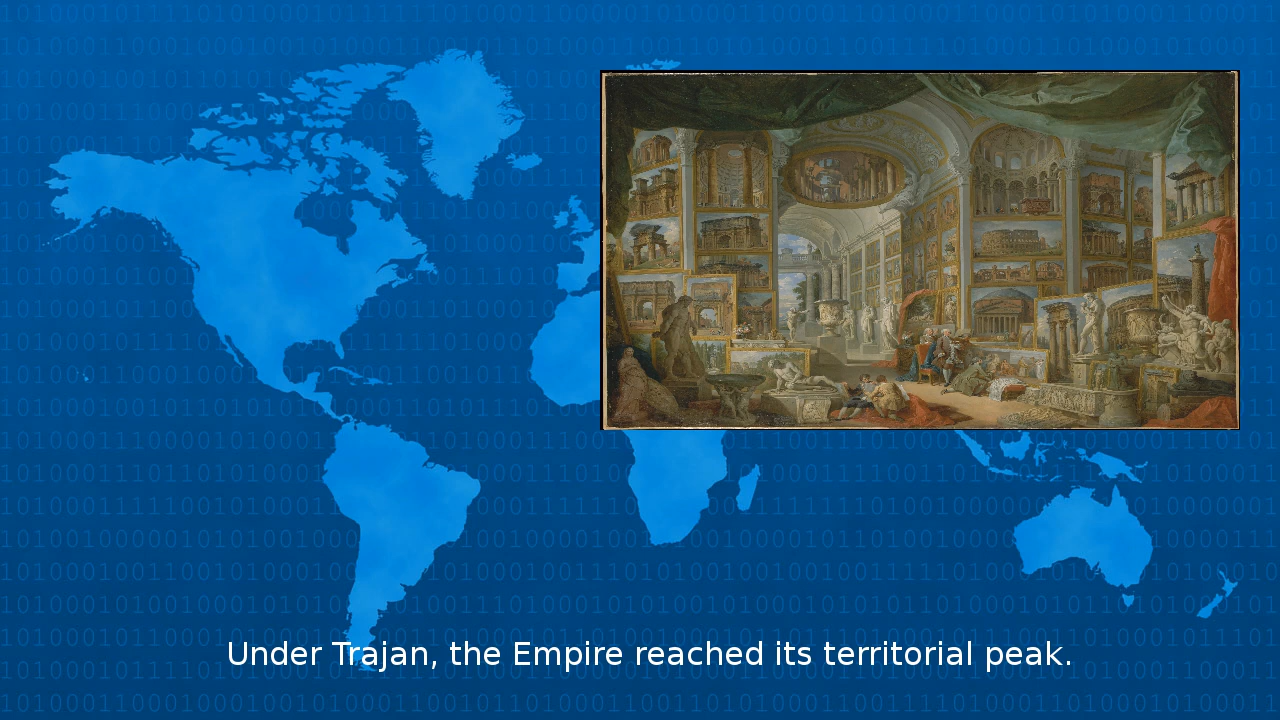 Under Trajan, the Empire reached its territorial peak.